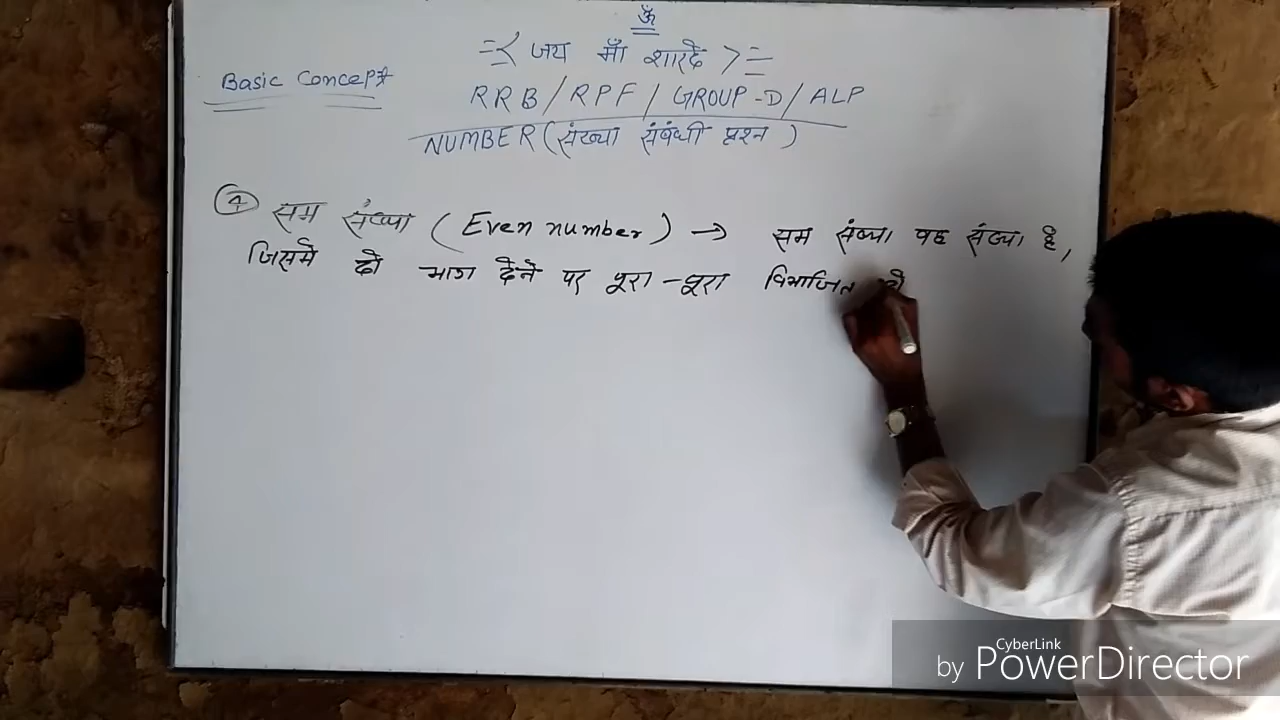 ॐ
जय माँ शारदे
Basic Concept
RRB/RPF/GROUP-D/ALP
NUMBER(संख्या संबंधी प्रश्न)
4 सम संख्या (Even number) → सम संख्या वह संख्या है,
जिसमे दो भाग देने पर पूरा-पूरा विभाजित हो
CyberLink
by PowerDirector